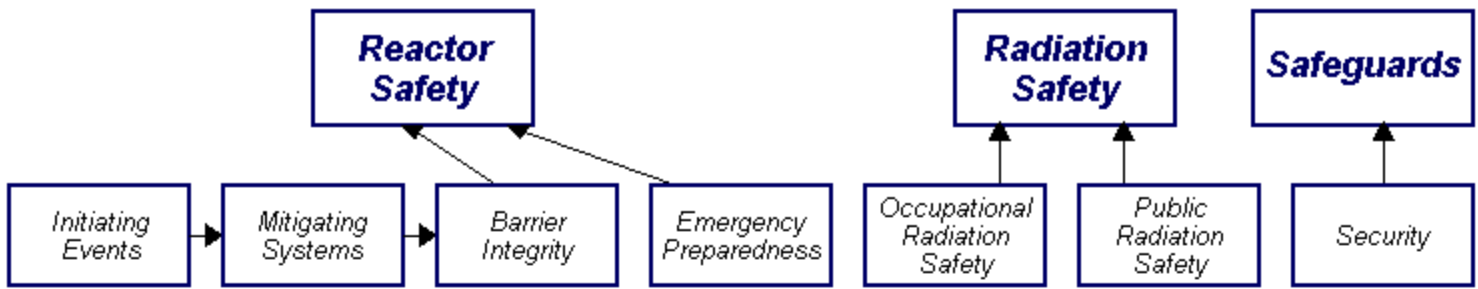 Reactor
Safety
Radiation
Safety
Safeguards
Initiating
Events
Mitigating
Systems
Barrier
Integrity
Emergency
Preparedness
Occupational
Radiation
Safety
Public
Radiation
Safety
Security